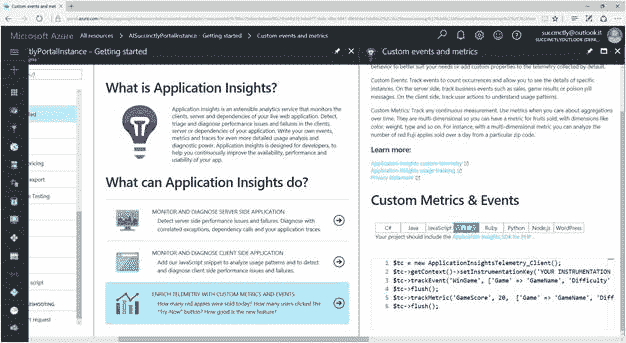 Custom events and metrics
Microsoft Azure
All resources > AISuccinctlyPortalInstance - Getting started > Custom events and metrics
succinctly@outlook.it
tlyPortalInstance - Getting started
Custom events and metrics
What is Application Insights?
Application Insights is an extensible analytics service that monitors the
clients, server and dependencies of your live web application. Detect,
triage and diagnose performance issues and failures in the clients,
server or dependencies of your application. Write your own events,
metrics and traces for even more detailed usage analysis and
diagnostic power. Application Insights is designed for developers, to
help you continuously improve the availability, performance and
usability of your app.
What can Application Insights do?
MONITOR AND DIAGNOSE SERVER SIDE APPLICATION
Detect server side performance issues and failures. Diagnose with
correlated exceptions, dependency calls and your application traces.
MONITOR AND DIAGNOSE CLIENT SIDE APPLICATION
Add our JavaScript snippet to analyze usage patterns and to detect
and diagnose client side performance issues and failures.
ENRICH TELEMETRY WITH CUSTOM METRICS AND EVENTS
How many red apples were sold today? How many users clicked the
"Try Now" button? How good is the new feature?
ricing
e Testing
script
ESHOOTING
rt request
behavior to better suit your needs or add custom properties to the telemetry collected by default.
Custom Events: Track events to count occurrences and allow you to see the details of specific
instances. On the server side, track business events such as sales, game results or poison pill
messages. On the client side, track user actions to understand usage patterns.
Custom Metrics: Track any continuous measurement. Use metrics when you care about aggregations
over time. They are multi-dimensional so you can have a metric for fruits sold, with dimensions like
color, weight, type and so on. For instance, with a multi-dimensional metric you can analyze the
number of red Fuji apples sold over a day from a particular zip code.
Learn more:
Application Insights custom telemetry
Application Insights usage tracking
Privacy statement
Custom Metrics & Events
C# Java JavaScript Ruby Python Node.js WordPress
Your project should include the Application Insights SDK for PHP
1 $tc = new ApplicationInsights\Telemetry_Client();
2 $tc->getContext()->setInstrumentationKey('YOUR INSTRUMENTATION
3 $tc->trackEvent('WinGame', ['Game' => 'GameName', 'Difficulty'
4 $tc->flush();
5 $tc->trackMetric('GameScore', 20, ['Game' => 'GameName', 'Diff
6 $tc->flush();